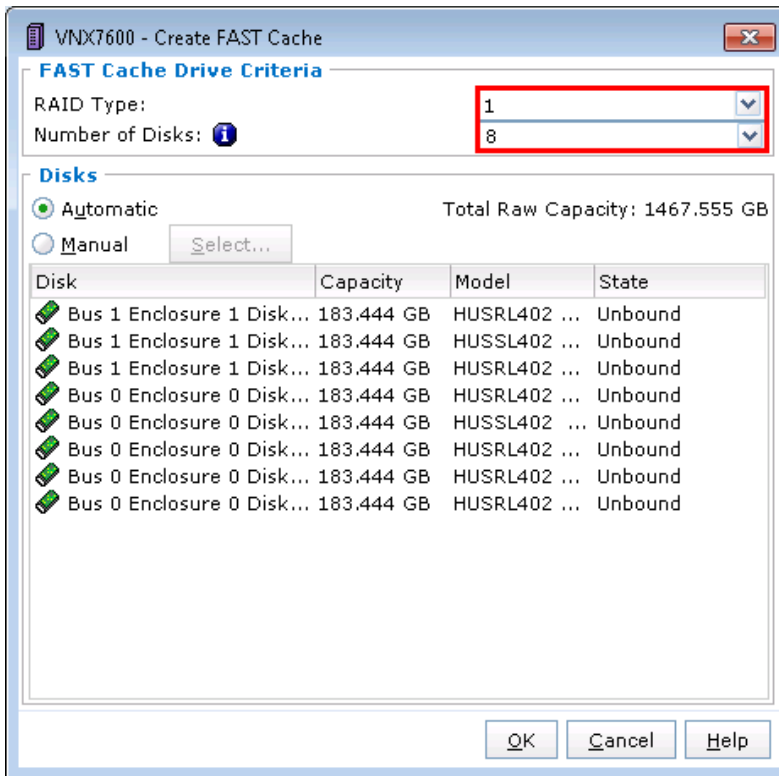 VNX7600 - Create FAST Cache
FAST Cache Drive Criteria
RAID Type: 1
Number of Disks: i 8
Disks
Automatic Total Raw Capacity: 1467.555 GB
Manual Select...
Disk Capacity Model State
Bus 1 Enclosure 1 Disk... 183.444 GB HUSRL402 ... Unbound
Bus 1 Enclosure 1 Disk... 183.444 GB HUSSL402 ... Unbound
Bus 1 Enclosure 1 Disk... 183.444 GB HUSRL402 ... Unbound
Bus 0 Enclosure 0 Disk... 183.444 GB HUSRL402 ... Unbound
Bus 0 Enclosure 0 Disk... 183.444 GB HUSSL402 ... Unbound
Bus 0 Enclosure 0 Disk... 183.444 GB HUSSL402 ... Unbound
Bus 0 Enclosure 0 Disk... 183.444 GB HUSRL402 ... Unbound
Bus 0 Enclosure 0 Disk... 183.444 GB HUSRL402 ... Unbound
OK Cancel Help